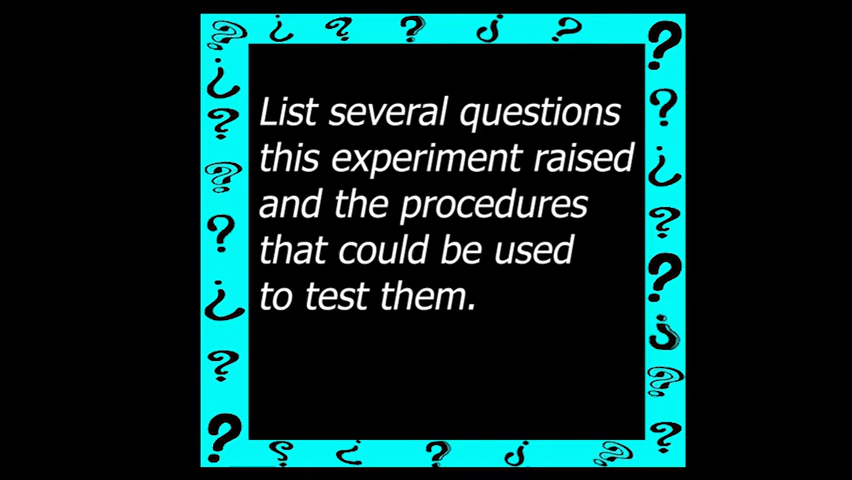 List several questions
this experiment raised
and the procedures
that could be used
to test them.